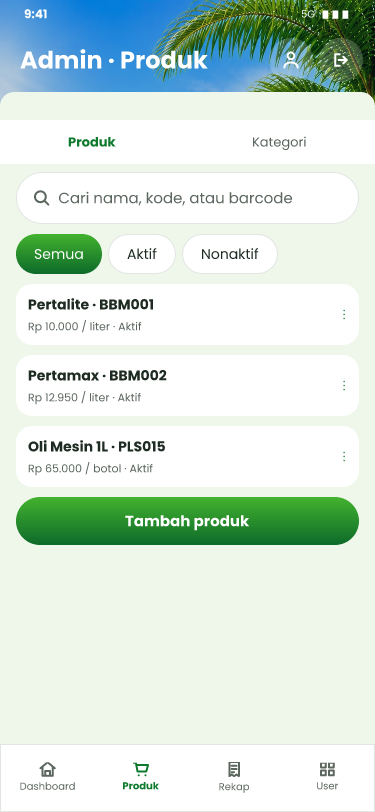 9:41
5G
Admin · Produk
Produk
Kategori
Cari nama, kode, atau barcode
Semua
Aktif
Nonaktif
Pertalite · BBM001
Rp 10.000 / liter · Aktif
Pertamax · BBM002
Rp 12.950 / liter · Aktif
Oli Mesin 1L · PLS015
Rp 65.000 / botol · Aktif
Tambah produk
Dashboard
Produk
Rekap
User